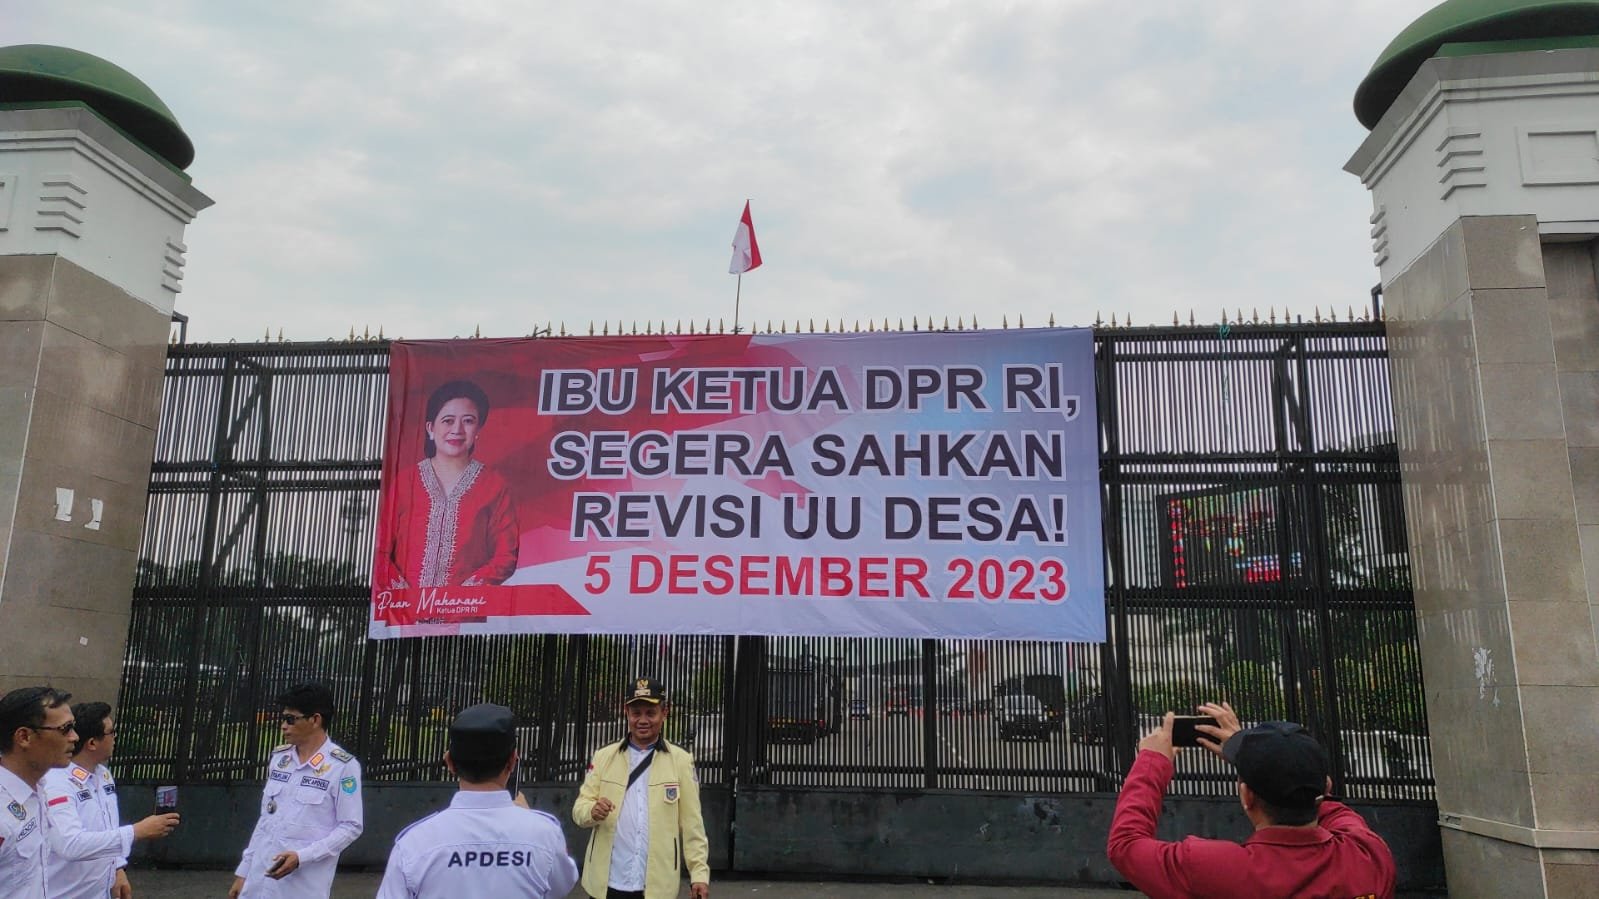 IBU KETUA DPR RI,
SEGERA SAHKAN
REVISI UU DESA!
5 DESEMBER 2023
Puan Maharani
Ketua DPR RI
APDESI